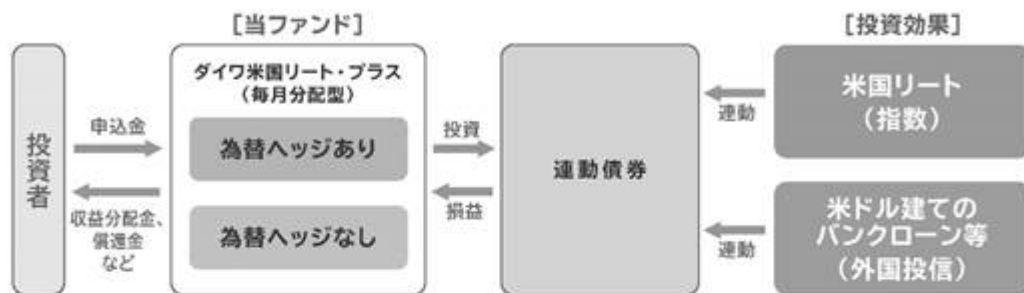 [当ファンド]
[投資効果]
投資者
申込金
収益分配金、
償還金
など
ダイワ米国リート・プラス
（毎月分配型）
為替ヘッジあり
為替ヘッジなし
投資
損益
連動債券
連動
連動
米国リート
（指数）
米ドル建ての
バンクローン等
（外国投信）